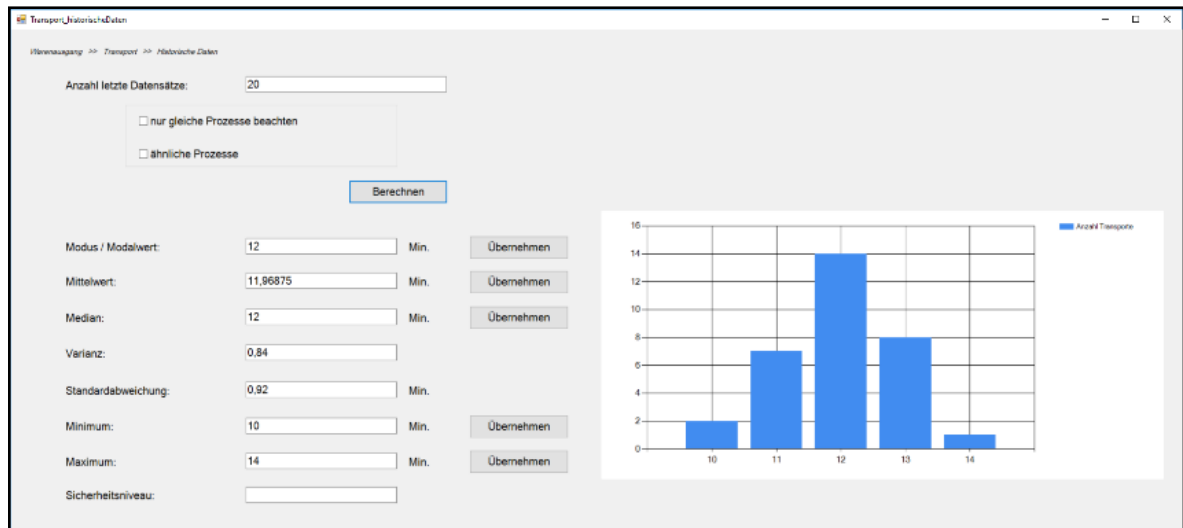 Transport_historischeDaten
Warenausgang >> Transport >> Historische Daten
Anzahl letzte Datensätze: 20
nur gleiche Prozesse beachten
ähnliche Prozesse
Berechnen
Modus / Modalwert: 12 Min. Übernehmen
Mittelwert: 11,96875 Min. Übernehmen
Median: 12 Min. Übernehmen
Varianz: 0,84
Standardabweichung: 0,92 Min.
Minimum: 10 Min. Übernehmen
Maximum: 14 Min. Übernehmen
Sicherheitsniveau:
16
14
12
10
8
6
4
2
0
10 11 12 13 14
Anzahl Transporte